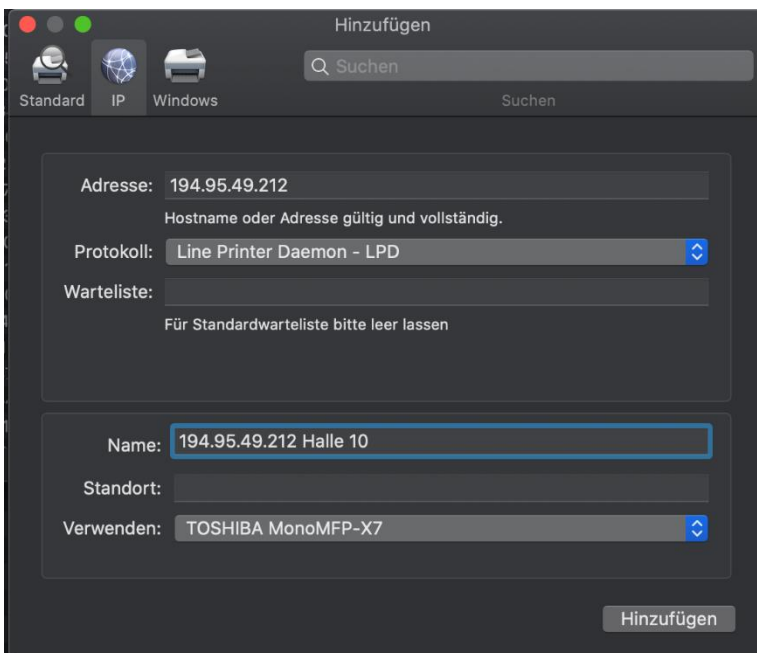 Hinzufügen
Suchen
Standard IP Windows Suchen
Adresse: 194.95.49.212
Hostname oder Adresse gültig und vollständig.
Protokoll: Line Printer Daemon - LPD
Warteliste:
Für Standardwarteliste bitte leer lassen
Name: 194.95.49.212 Halle 10
Standort:
Verwenden: TOSHIBA MonoMFP-X7
Hinzufügen